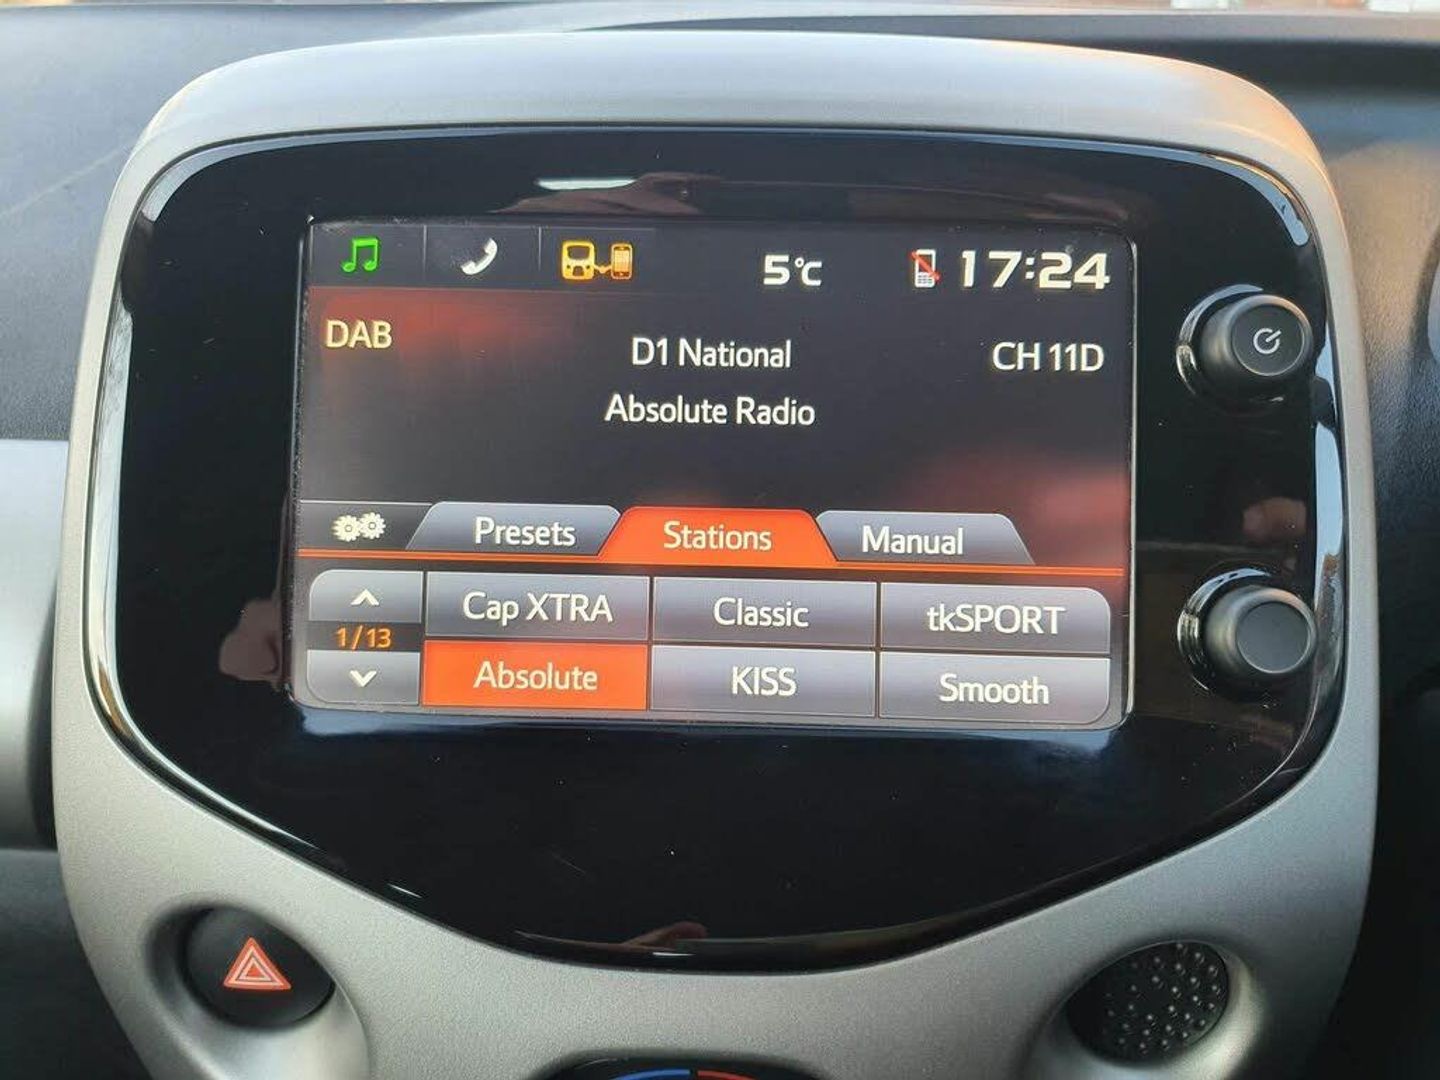 5°C 17:24
DAB D1 National CH 11D
Absolute Radio
Presets Stations Manual
Cap XTRA Classic tkSPORT
1/13
Absolute KISS Smooth